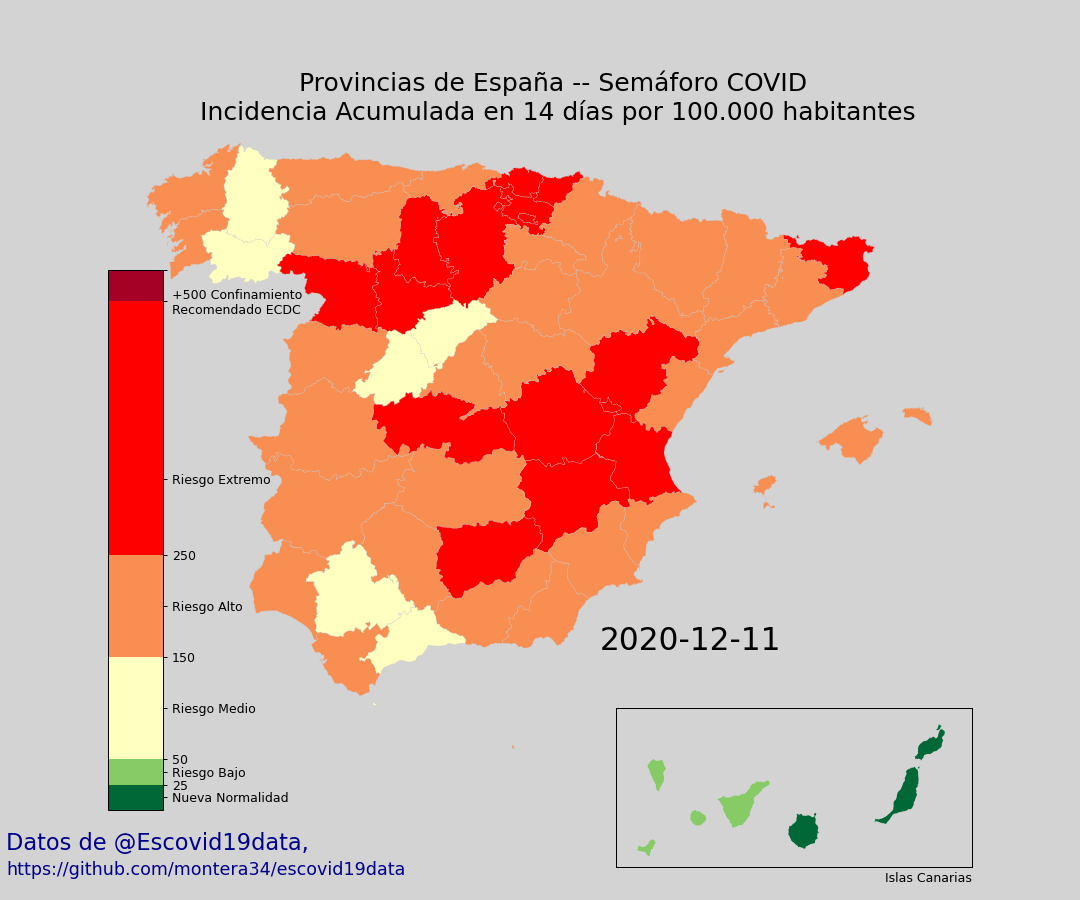 Provincias de España -- Semáforo COVID
Incidencia Acumulada en 14 días por 100.000 habitantes
+500 Confinamiento
Recomendado ECDC
Riesgo Extremo
250
Riesgo Alto
150
Riesgo Medio
50
Riesgo Bajo
25
Nueva Normalidad
2020-12-11
Datos de @Escovid19data,
https://github.com/montera34/escovid19data
Islas Canarias